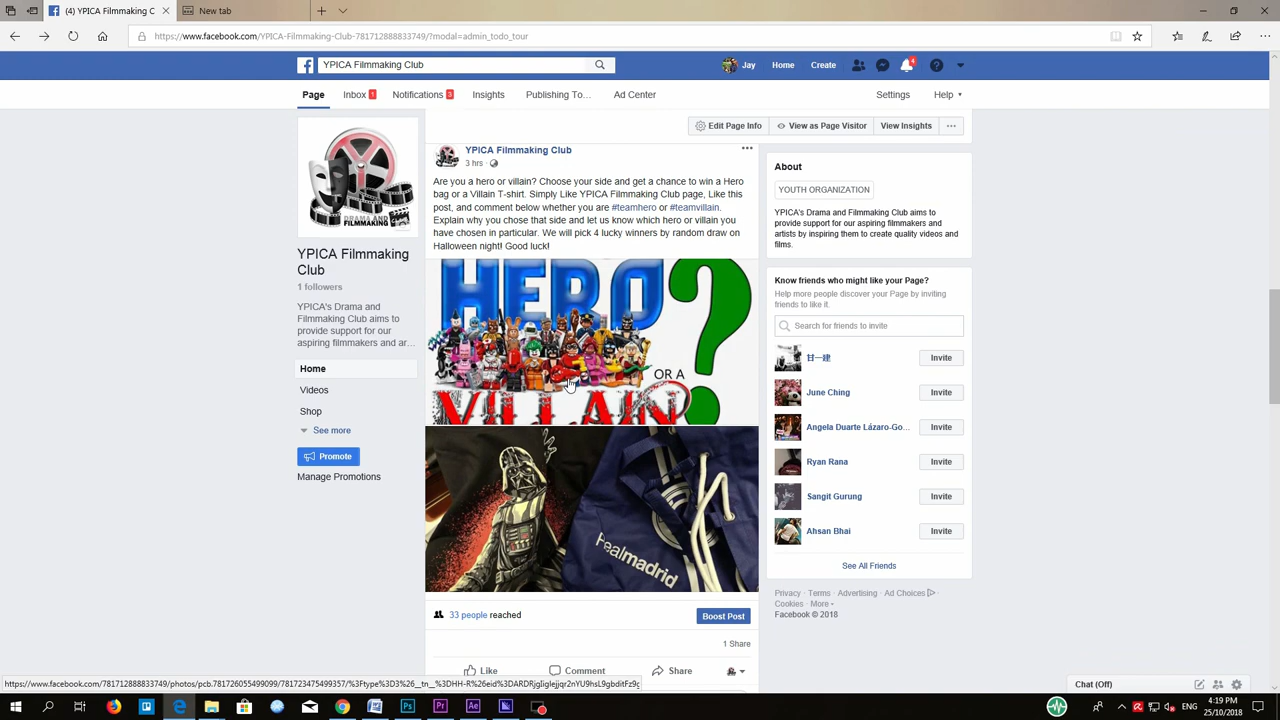 (4) YPICA Filmmaking C
New tab
https://www.facebook.com/YPICA-Filmmaking-Club-781712888833749/?modal=admin_todo_tour
YPICA Filmmaking Club
Jay
Home
Create
4
Page
Inbox 1
Notifications 3
Insights
Publishing To...
Ad Center
Settings
Help
Edit Page Info
View as Page Visitor
View Insights
DRAMA AND
FILMMAKING
YPICA Filmmaking
Club
1 followers
YPICA's Drama and
Filmmaking Club aims to
provide support for our
aspiring filmmakers and ar...
Home
Videos
Shop
See more
Promote
Manage Promotions
YPICA Filmmaking Club
3 hrs
Are you a hero or villain? Choose your side and get a chance to win a Hero
bag or a Villain T-shirt. Simply Like YPICA Filmmaking Club page, Like this
post, and comment below whether you are #teamhero or #teamvillain.
Explain why you chose that side and let us know which hero or villain you
have chosen in particular. We will pick 4 lucky winners by random draw on
Halloween night! Good luck!
HERO
?
OR A
VILLAIN
Realmadrid
33 people reached
Boost Post
1 Share
Like
Comment
Share
About
YOUTH ORGANIZATION
YPICA's Drama and Filmmaking Club aims to
provide support for our aspiring filmmakers and
artists by inspiring them to create quality videos and
films.
Know friends who might like your Page?
Help more people discover your Page by inviting
friends to like it.
Search for friends to invite
甘一建
Invite
June Ching
Invite
Angela Duarte Lázaro-Go...
Invite
Ryan Rana
Invite
Sangit Gurung
Invite
Ahsan Bhai
Invite
See All Friends
Privacy · Terms · Advertising · Ad Choices ·
Cookies · More
Facebook © 2018
Chat (Off)
ENG
4:19 PM
25/10/2018